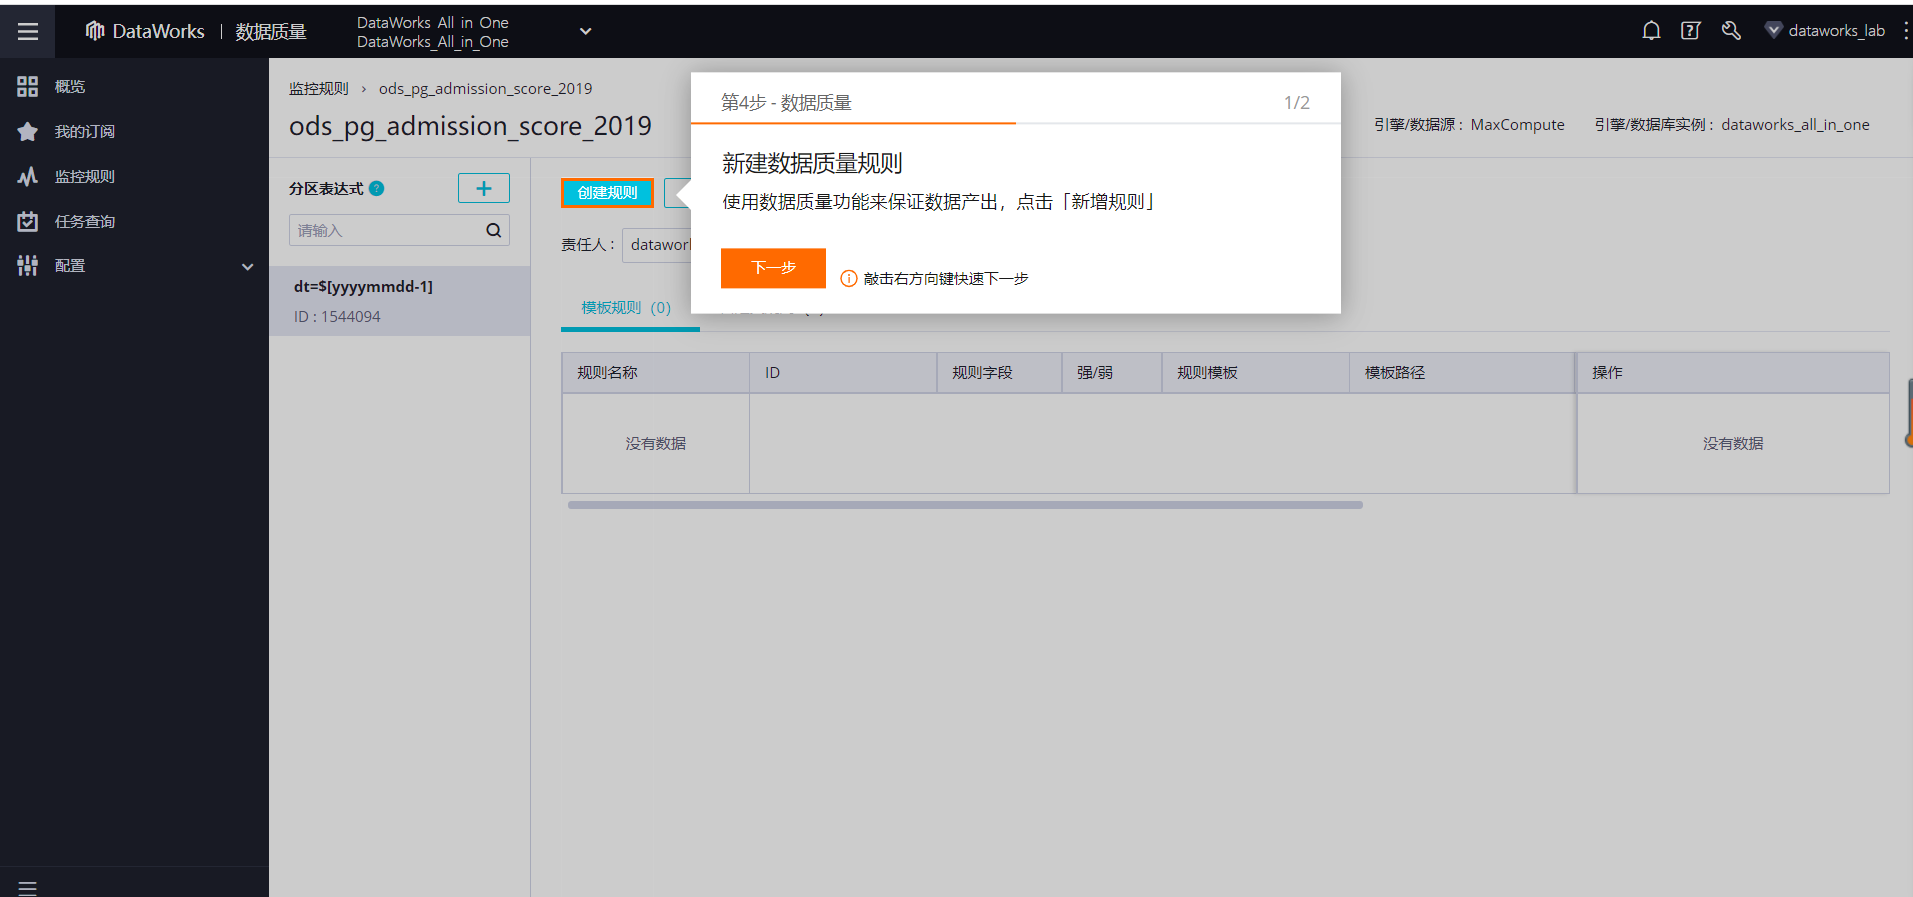 DataWorks | 数据质量
DataWorks All in One
DataWorks_All_in_One
dataworks_lab
概览
我的订阅
监控规则
任务查询
配置
监控规则 › ods_pg_admission_score_2019
ods_pg_admission_score_2019
引擎/数据源 : MaxCompute
引擎/数据库实例 : dataworks_all_in_one
第4步 - 数据质量
1/2
新建数据质量规则
使用数据质量功能来保证数据产出，点击「新增规则」
下一步
敲击右方向键快速下一步
分区表达式 ?
+
请输入
dt=$[yyyymmdd-1]
ID : 1544094
创建规则
责任人 : datawor
模板规则 (0)
规则名称 ID 规则字段 强/弱 规则模板 模板路径 操作
没有数据 没有数据